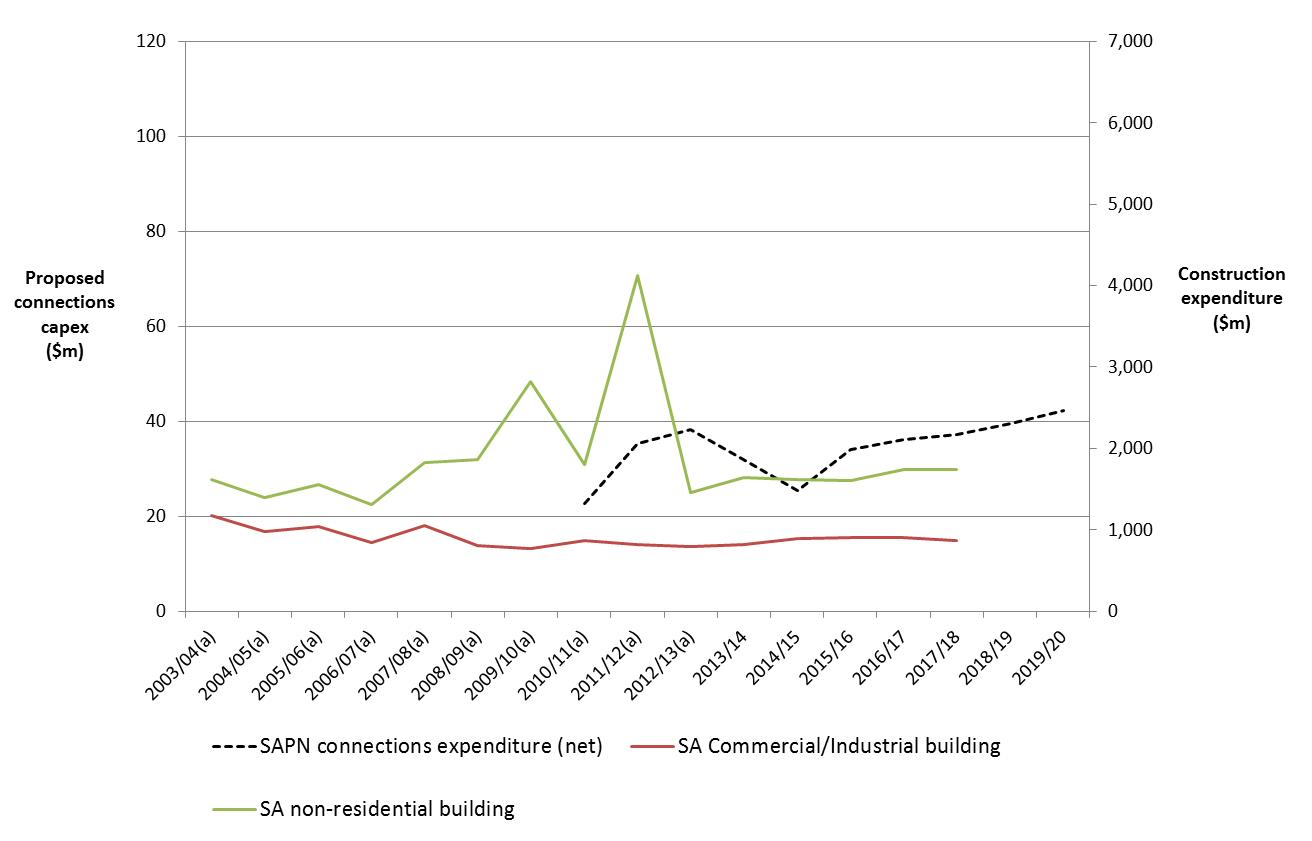 120
100
80
60
40
20
0
Proposed
connections
capex
($m)
7,000
6,000
5,000
4,000
3,000
2,000
1,000
0
Construction
expenditure
($m)
2003/04(a)
2004/05(a)
2005/06(a)
2006/07(a)
2007/08(a)
2008/09(a)
2009/10(a)
2010/11(a)
2011/12(a)
2012/13(a)
2013/14
2014/15
2015/16
2016/17
2017/18
2018/19
2019/20
SAPN connections expenditure (net)
SA Commercial/Industrial building
SA non-residential building